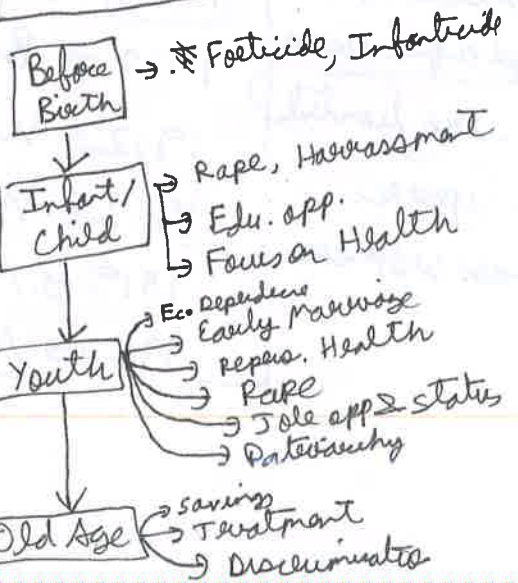 Before
Birth
Foeticide, Infanticide
Infant/
Child
Rape, Harrassment
Edu. opp.
Focus on Health
Youth
Eco Dependence
Early Marriage
Repro. Health
Rape
Job opp & status
Patriarchy
Old Age
savings
Treatment
Discriminatio